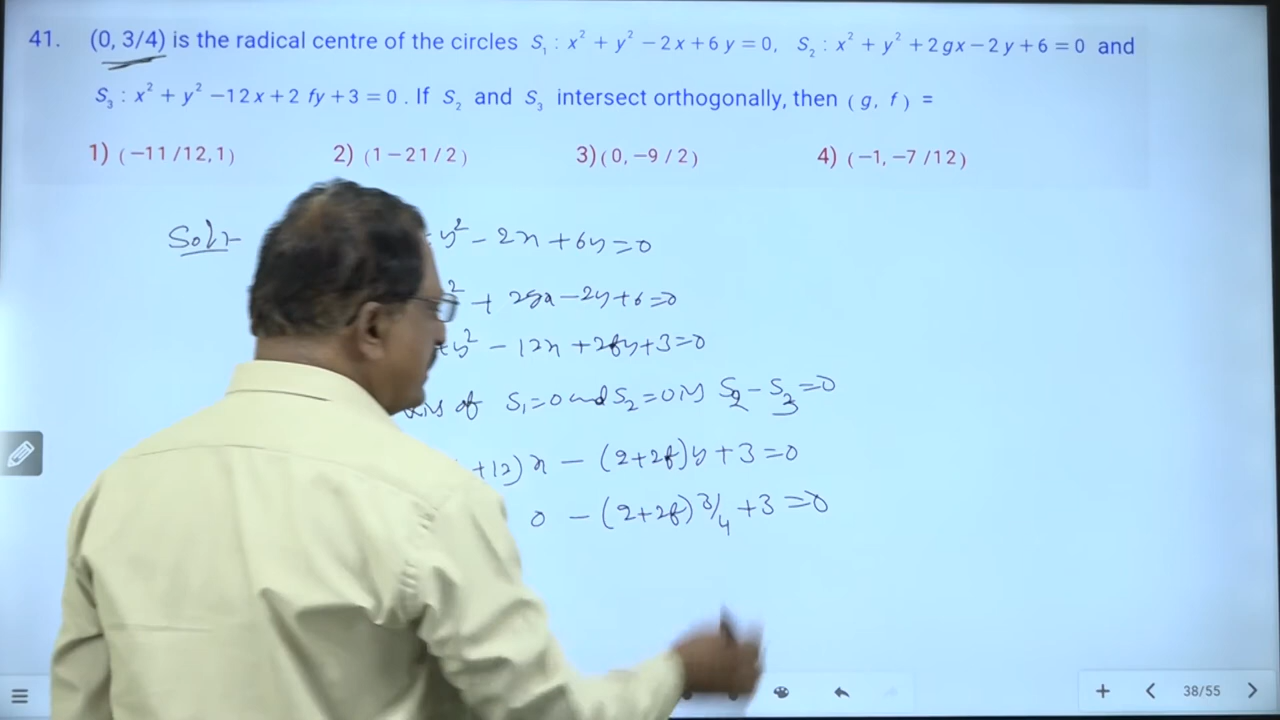 41. (0, 3/4) is the radical centre of the circles S₁ : x² + y² − 2x + 6y = 0, S₂ : x² + y² + 2gx − 2y + 6 = 0 and
S₃ : x² + y² −12x + 2 fy + 3 = 0 . If S₂ and S₃ intersect orthogonally, then ( g, f ) =
1) (−11/12, 1) 2) (1−21/2) 3) (0, −9/2) 4) (−1, −7/12)
Sol:- y² − 2x + 6y = 0
² + 2gx − 2y + 6 = 0
+ y² − 12x + 2fy + 3 = 0
of S₁ = 0 and S₂ = 0 is S₂ − S₃ = 0
+12) x − (2+2f) y + 3 = 0
0 − (2+2f) 3/4 + 3 = 0
38/55